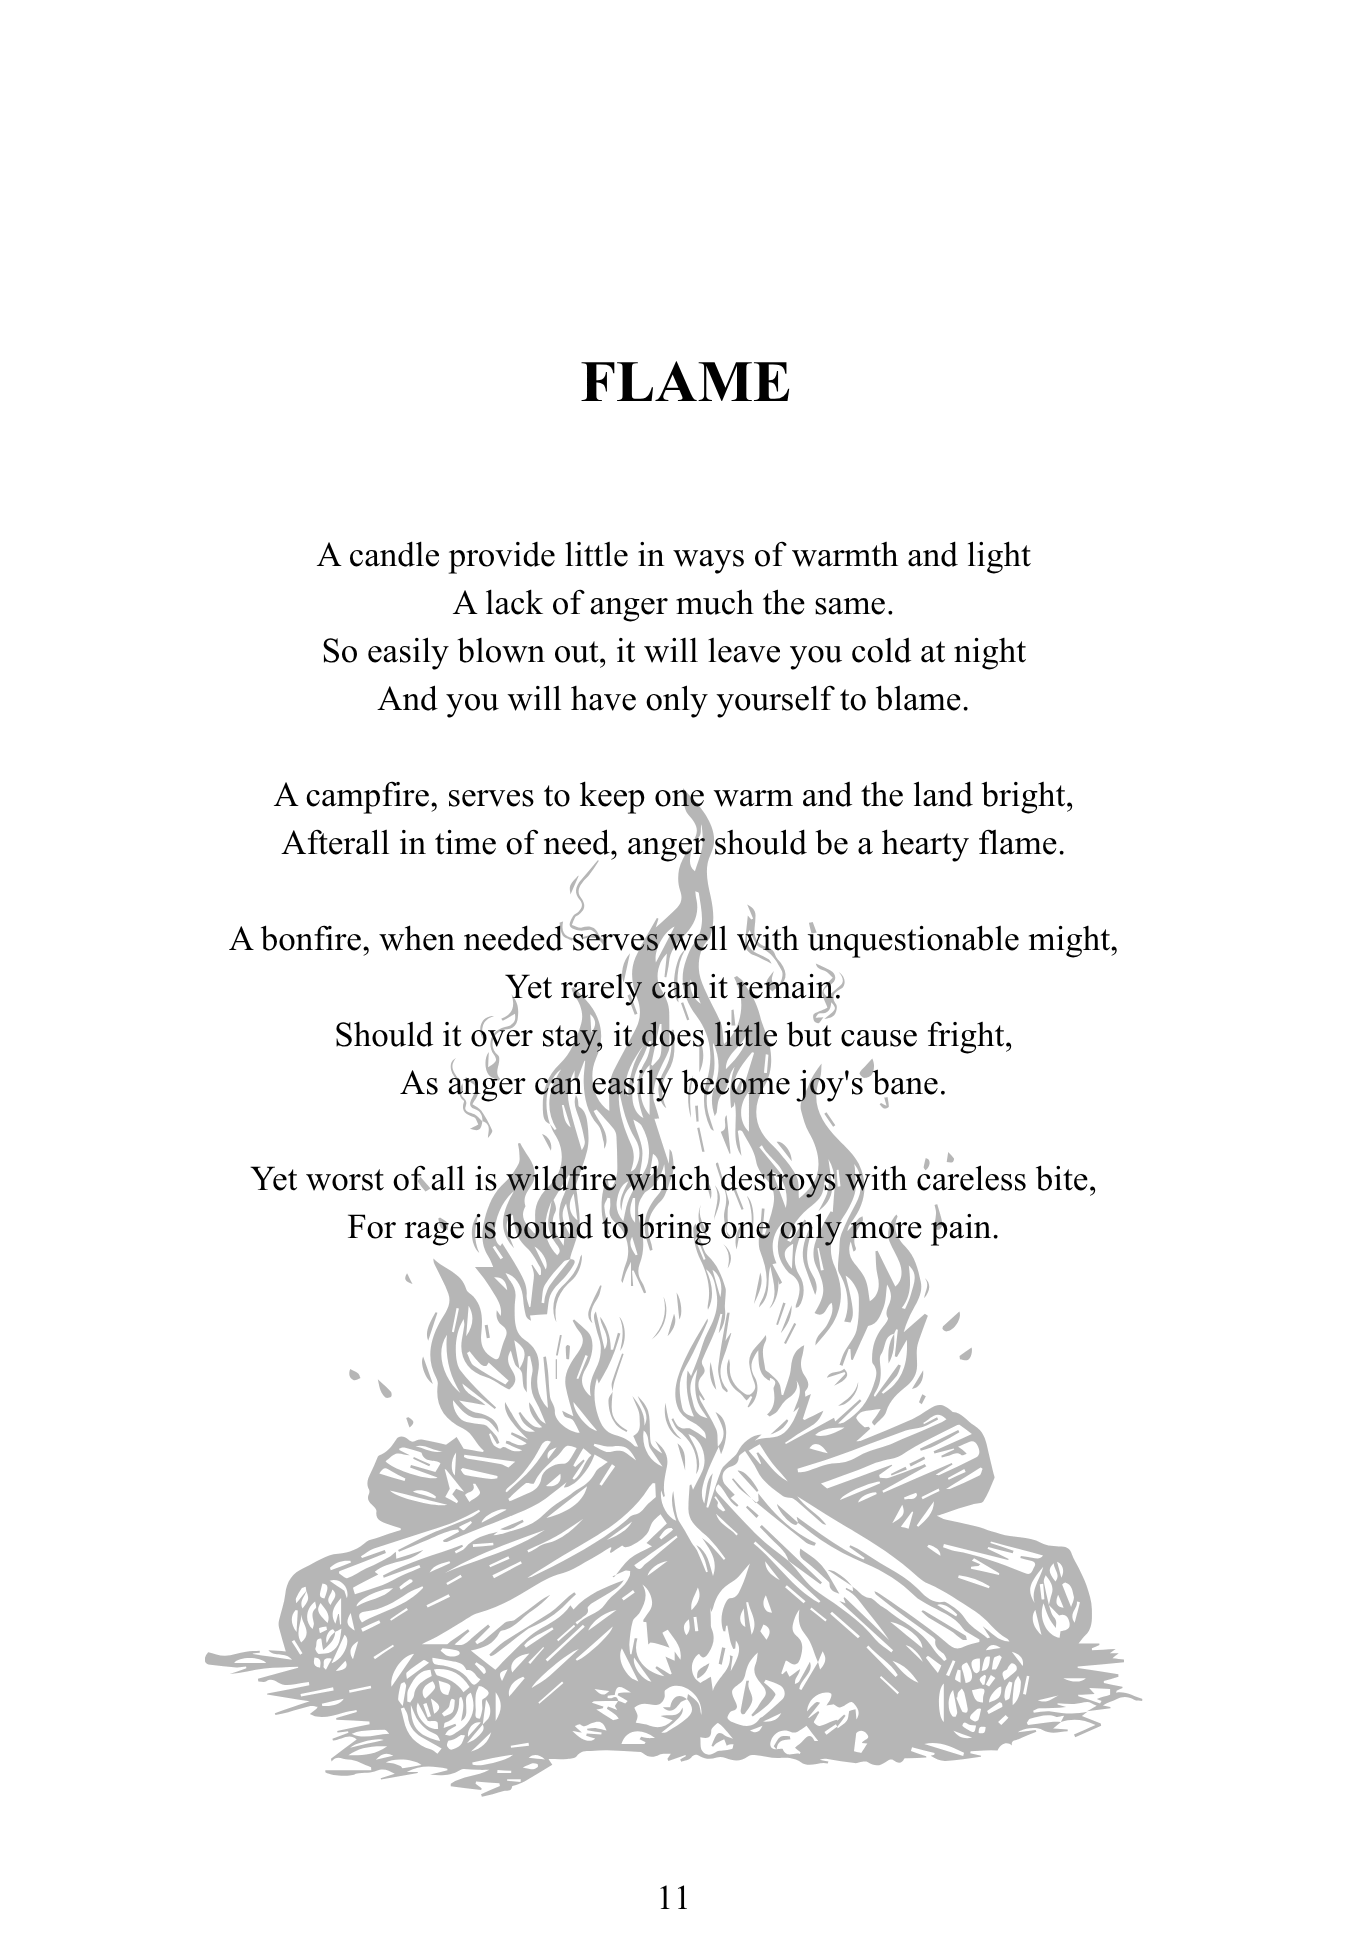 FLAME
A candle provide little in ways of warmth and light
A lack of anger much the same.
So easily blown out, it will leave you cold at night
And you will have only yourself to blame.
A campfire, serves to keep one warm and the land bright,
Afterall in time of need, anger should be a hearty flame.
A bonfire, when needed serves well with unquestionable might,
Yet rarely can it remain.
Should it over stay, it does little but cause fright,
As anger can easily become joy's bane.
Yet worst of all is wildfire which destroys with careless bite,
For rage is bound to bring one only more pain.
11